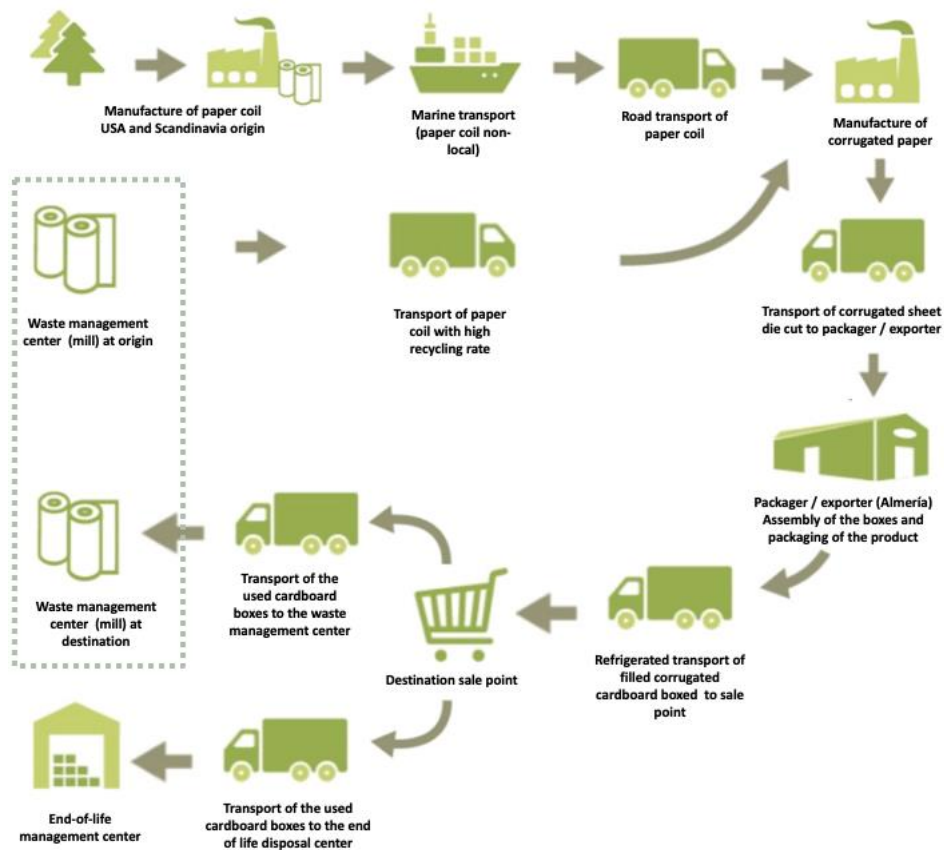 Manufacture of paper coil
USA and Scandinavia origin
Marine transport
(paper coil non-
local)
Road transport of
paper coil
Manufacture of
corrugated paper
Waste management
center (mill) at origin
Transport of paper
coil with high
recycling rate
Transport of corrugated sheet
die cut to packager / exporter
Packager / exporter (Almería)
Assembly of the boxes and
packaging of the product
Waste management
center (mill) at
destination
Transport of the
used cardboard
boxes to the waste
management center
Destination sale point
Refrigerated transport of
filled corrugated
cardboard boxed to sale
point
End-of-life
management center
Transport of the used
cardboard boxes to the end
of life disposal center